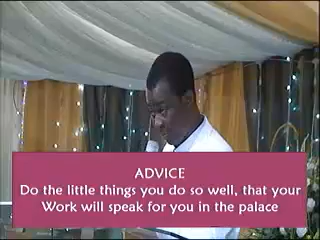 ADVICE
Do the little things you do so well, that your
Work will speak for you in the palace